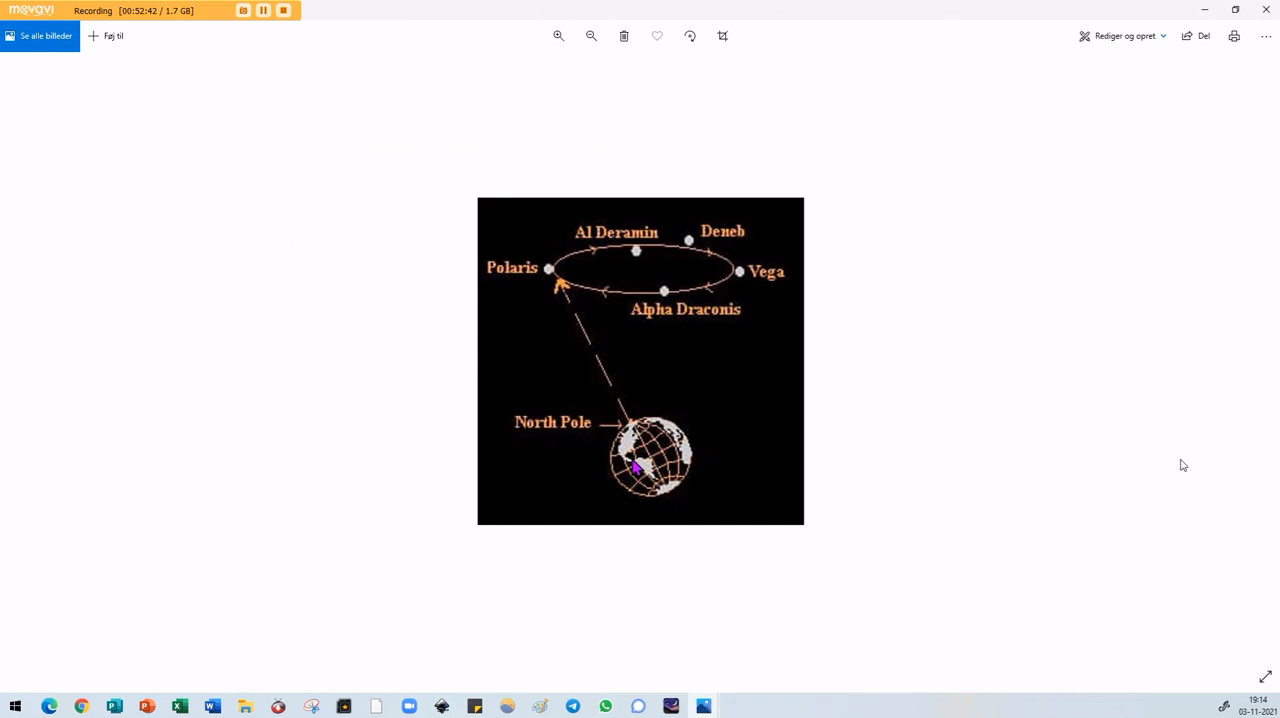 movavi Recording [00:52:42 / 1.7 GB]
Se alle billeder Føj til Rediger og opret Del
Al Deramin Deneb
Polaris Vega
Alpha Draconis
North Pole
19:14
03-11-2021